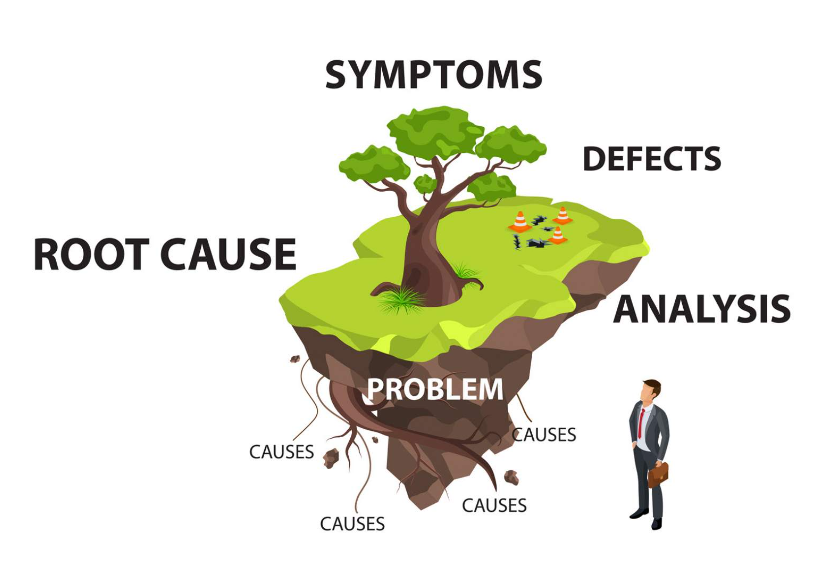 SYMPTOMS
DEFECTS
ROOT CAUSE
ANALYSIS
PROBLEM
CAUSES
CAUSES
CAUSES
CAUSES